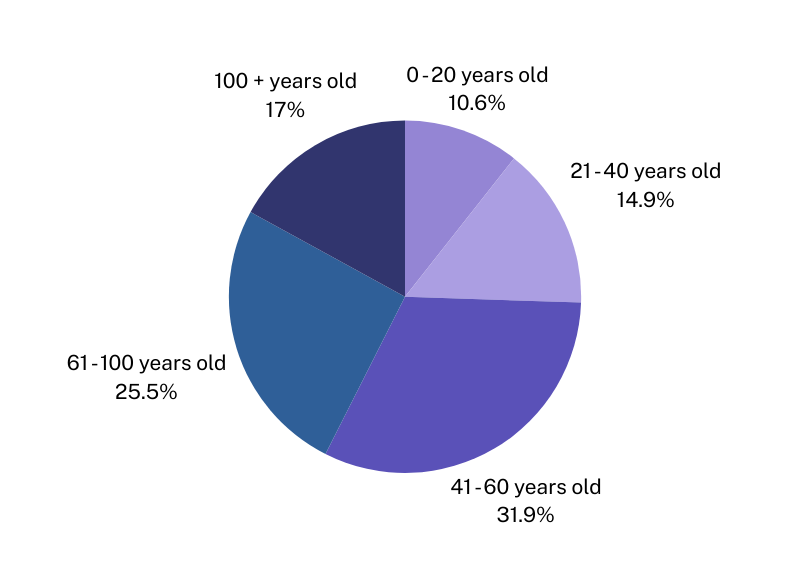 100 + years old
17%
0-20 years old
10.6%
21-40 years old
14.9%
61-100 years old
25.5%
41-60 years old
31.9%